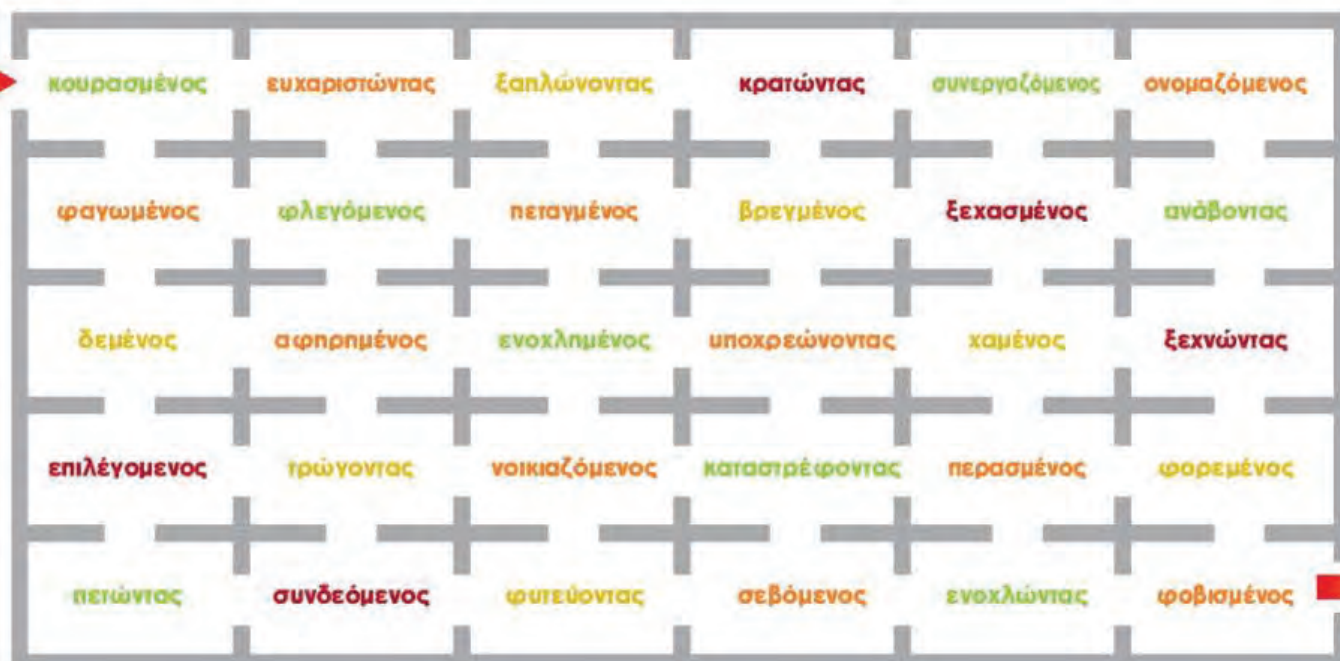 κουρασμένος ευχαριστώντας ξαπλώνοντας κρατώντας συνεργαζόμενος ονομαζόμενος
φαγωμένος φλεγόμενος πεταγμένος βρεγμένος ξεχασμένος ανάβοντας
δεμένος αφηρημένος ενοχλημένος υποχρεώνοντας χαμένος ξεχνώντας
επιλέγομενος τρώγοντας νοικιαζόμενος καταστρέφοντας περασμένος φορεμένος
πετώντας συνδεόμενος φυτεύοντας σεβόμενος ενοχλώντας φοβισμένος